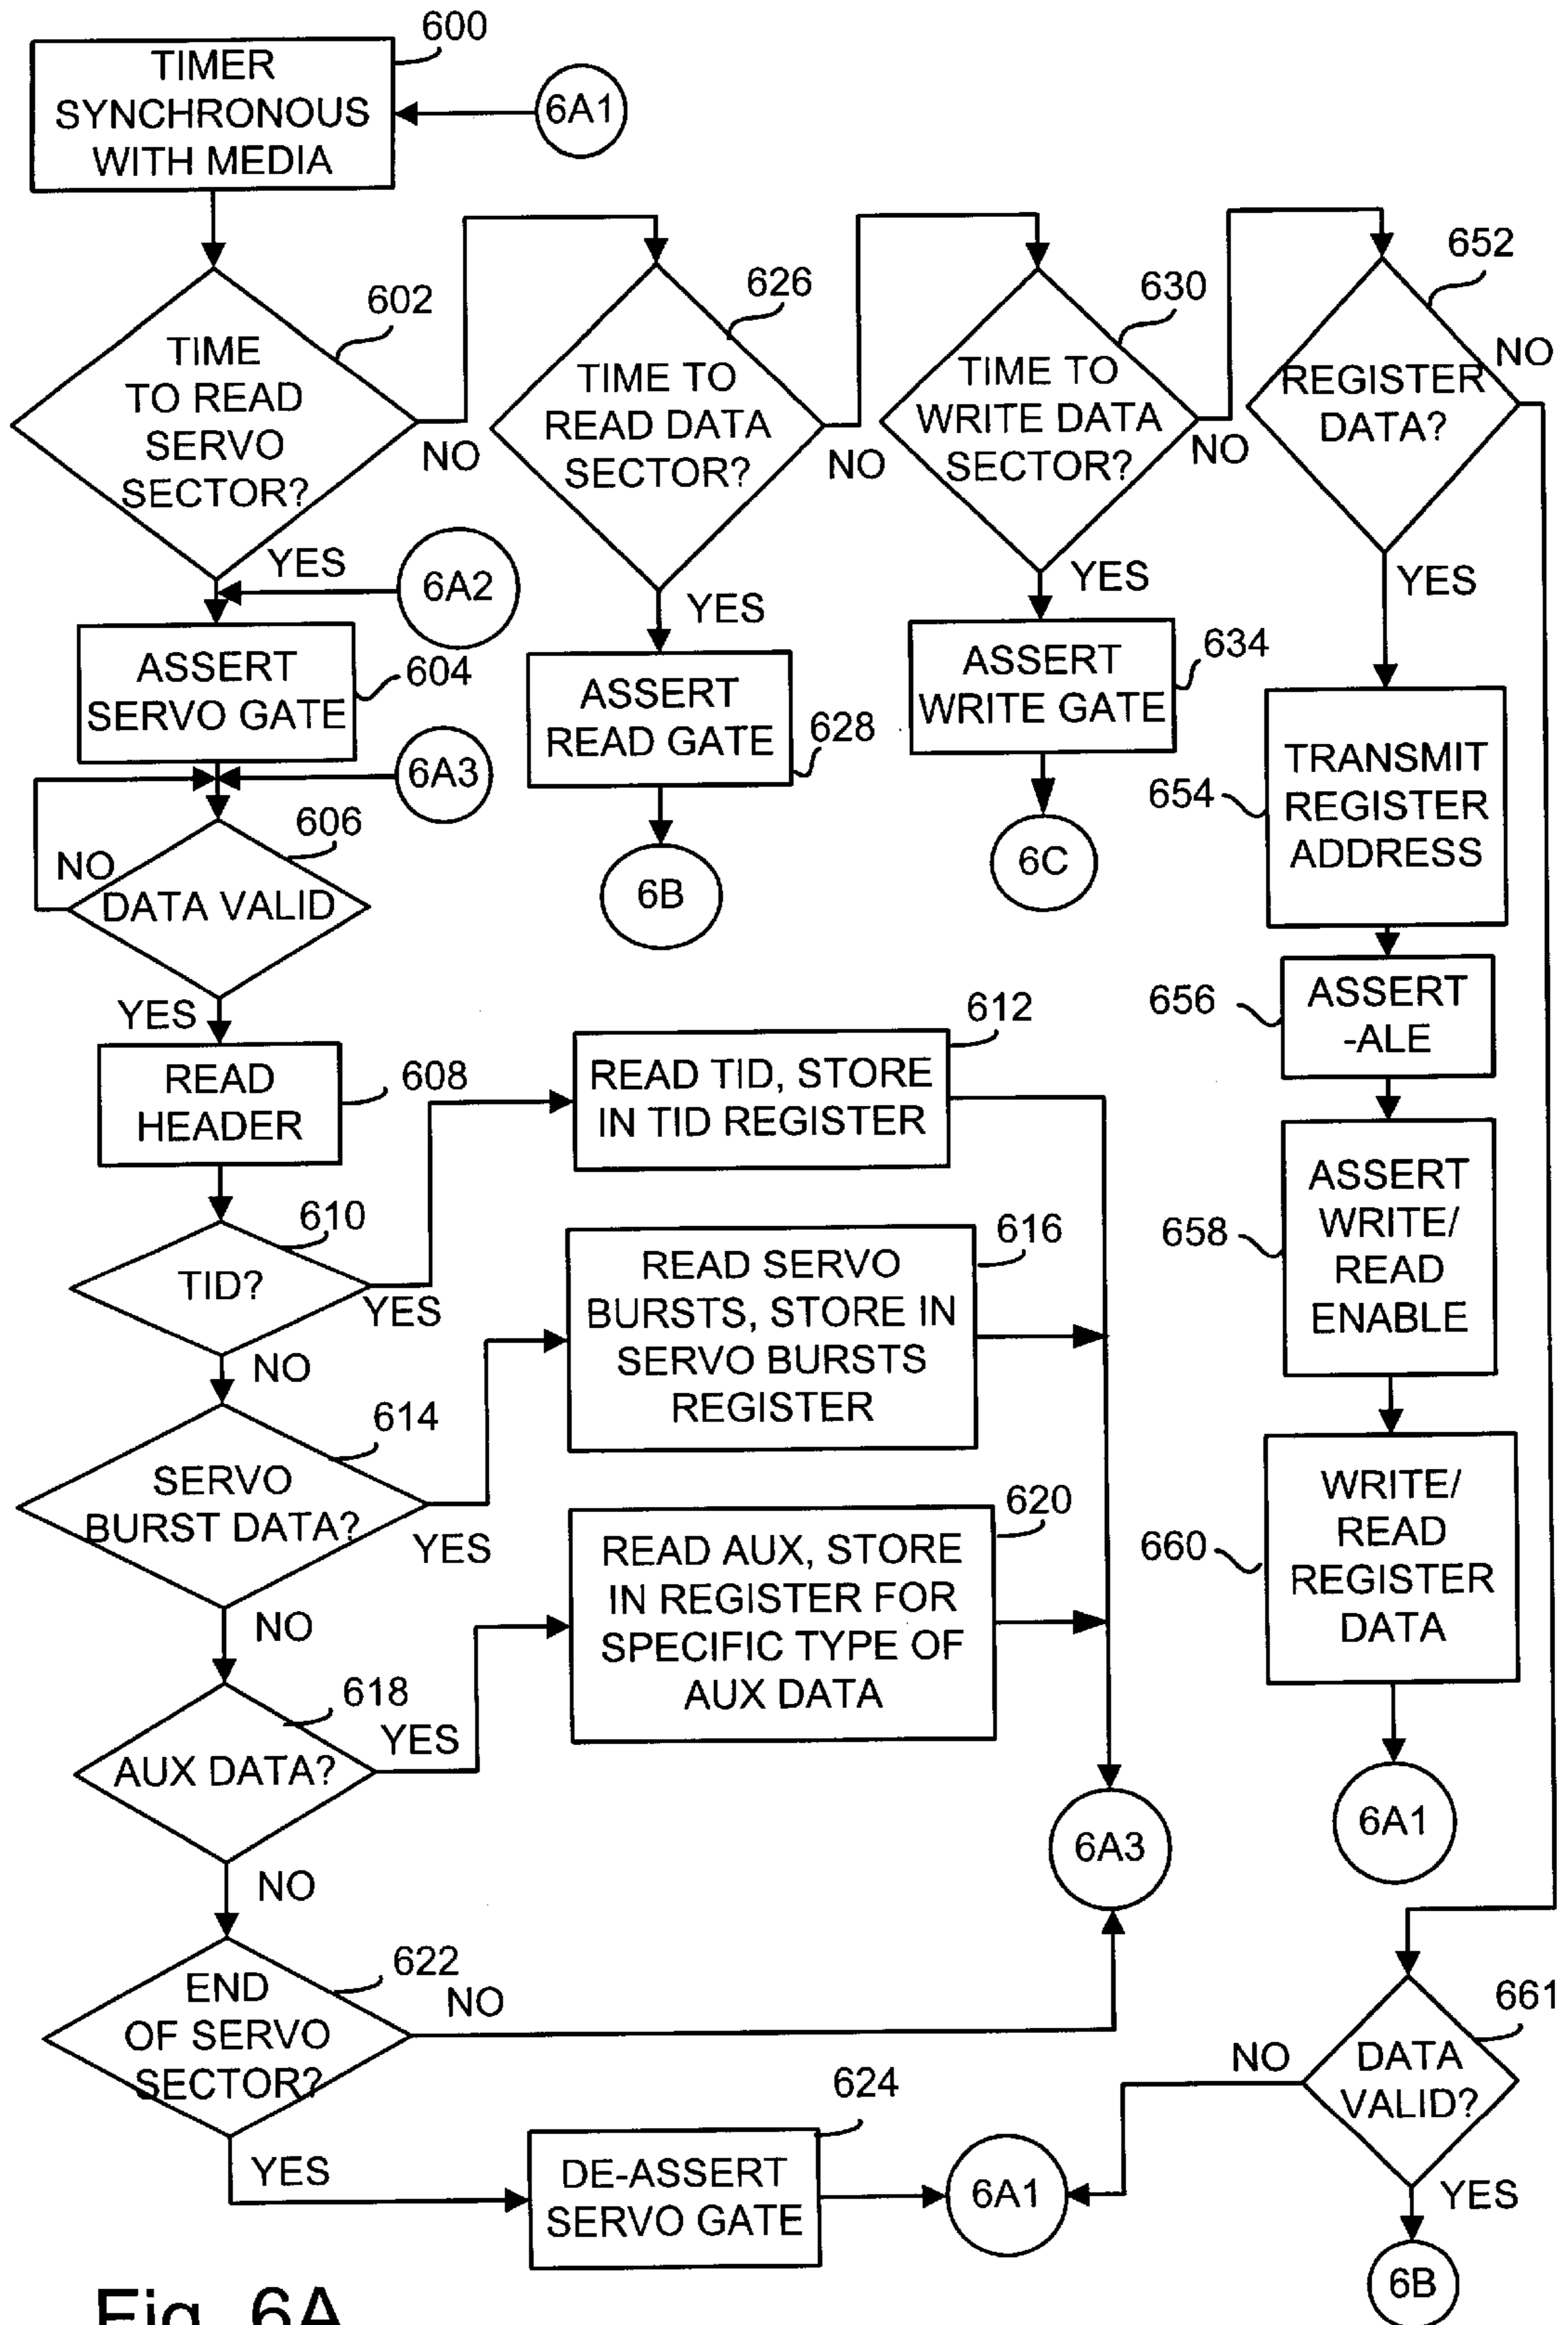 600
TIMER
SYNCHRONOUS
WITH MEDIA
6A1
602
TIME
TO READ
SERVO
SECTOR?
NO
YES
626
TIME TO
READ DATA
SECTOR?
NO
YES
630
TIME TO
WRITE DATA
SECTOR?
NO
YES
652
REGISTER
DATA?
NO
YES
6A2
ASSERT
SERVO GATE
604
6A3
ASSERT
READ GATE
628
6B
ASSERT
WRITE GATE
634
6C
654
TRANSMIT
REGISTER
ADDRESS
656
ASSERT
-ALE
658
ASSERT
WRITE/
READ
ENABLE
660
WRITE/
READ
REGISTER
DATA
6A1
606
NO
DATA VALID
YES
READ
HEADER
608
610
TID?
YES
NO
612
READ TID, STORE
IN TID REGISTER
614
SERVO
BURST DATA?
YES
NO
616
READ SERVO
BURSTS, STORE IN
SERVO BURSTS
REGISTER
618
AUX DATA?
YES
NO
620
READ AUX, STORE
IN REGISTER FOR
SPECIFIC TYPE OF
AUX DATA
6A3
622
END
OF SERVO
SECTOR?
NO
YES
624
DE-ASSERT
SERVO GATE
6A1
661
DATA
VALID?
NO
YES
6B
Fig. 6A